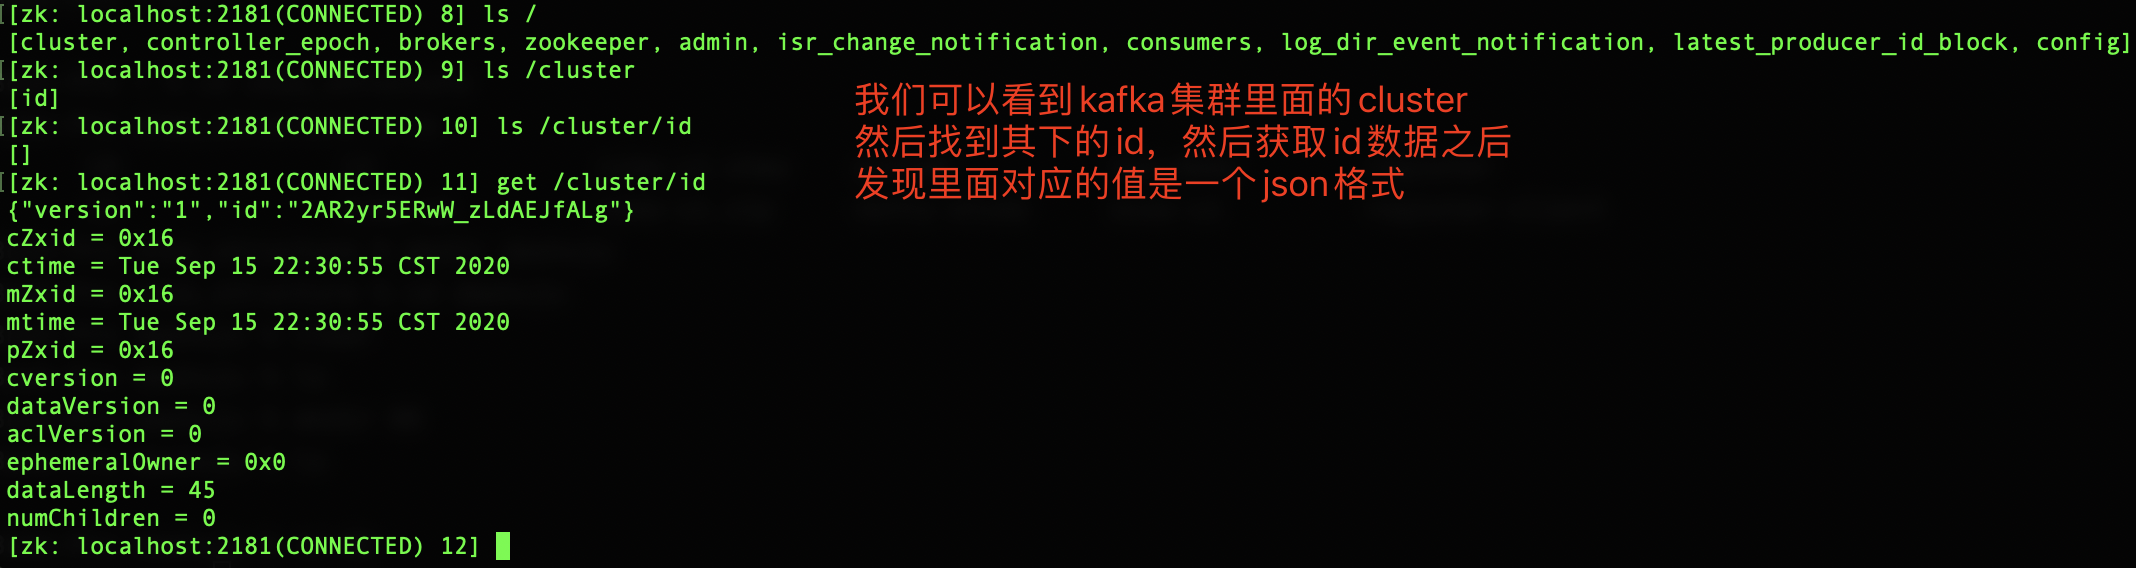 [zk: localhost:2181(CONNECTED) 8] ls /
[cluster, controller_epoch, brokers, zookeeper, admin, isr_change_notification, consumers, log_dir_event_notification, latest_producer_id_block, config]
[zk: localhost:2181(CONNECTED) 9] ls /cluster
[id]
[zk: localhost:2181(CONNECTED) 10] ls /cluster/id
[]
[zk: localhost:2181(CONNECTED) 11] get /cluster/id
{"version":"1","id":"2AR2yr5ERwW_zLdAEJfALg"}
cZxid = 0x16
ctime = Tue Sep 15 22:30:55 CST 2020
mZxid = 0x16
mtime = Tue Sep 15 22:30:55 CST 2020
pZxid = 0x16
cversion = 0
dataVersion = 0
aclVersion = 0
ephemeralOwner = 0x0
dataLength = 45
numChildren = 0
[zk: localhost:2181(CONNECTED) 12]
我们可以看到kafka集群里面的cluster
然后找到其下的id，然后获取id数据之后
发现里面对应的值是一个json格式